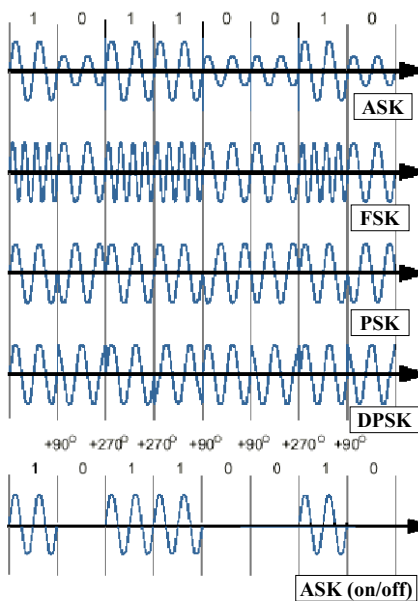 1 0 1 1 0 0 1 0
ASK
FSK
PSK
DPSK
+90° +270° +270° +90° +90° +270° +90°
1 0 1 1 0 0 1 0
ASK (on/off)